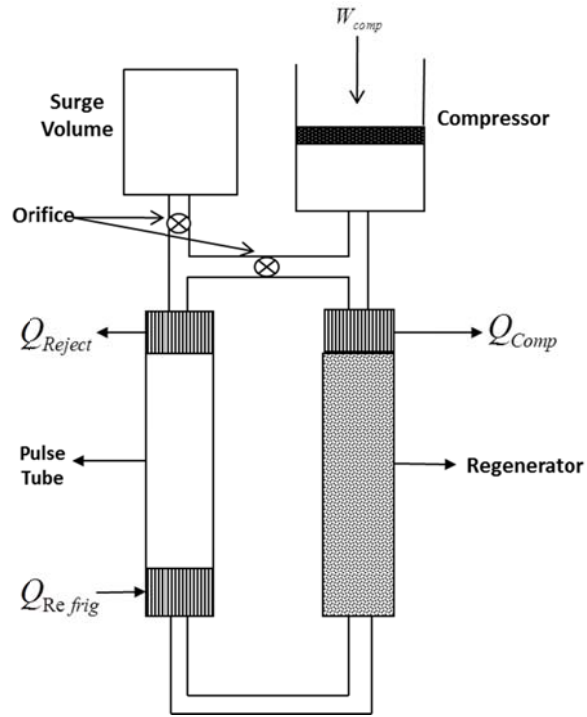 W_comp
Surge
Volume
Compressor
Orifice
Q_Reject
Q_Comp
Pulse
Tube
Regenerator
Q_Re frig